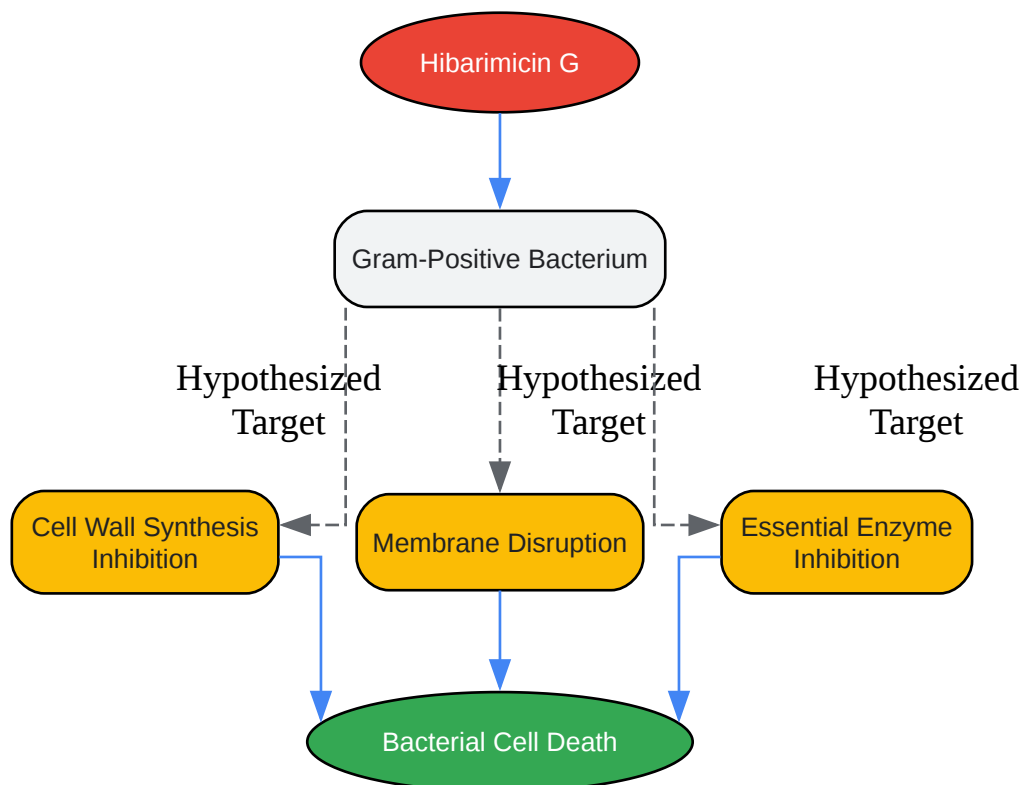 Hibarimicin G
Gram-Positive Bacterium
Hypothesized
Target
Hypothesized
Target
Hypothesized
Target
Cell Wall Synthesis
Inhibition
Membrane Disruption
Essential Enzyme
Inhibition
Bacterial Cell Death